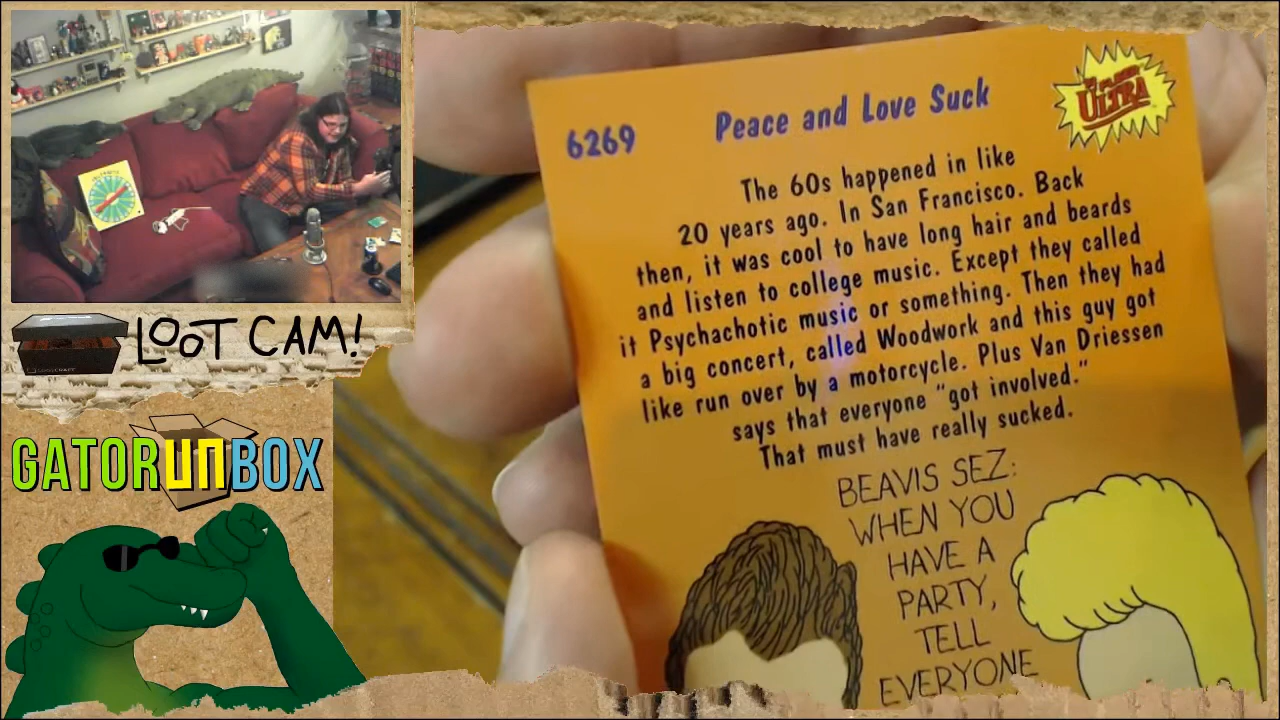 LOOT CAM!
GATORUNBOX
6269
Peace and Love Suck
ULTRA
The 60s happened in like
20 years ago. In San Francisco. Back
then, it was cool to have long hair and beards
and listen to college music. Except they called
it Psychachotic music or something. Then they had
a big concert, called Woodwork and this guy got
like run over by a motorcycle. Plus Van Driessen
says that everyone "got involved."
That must have really sucked.
BEAVIS SEZ:
WHEN YOU
HAVE A
PARTY,
TELL
EVERYONE